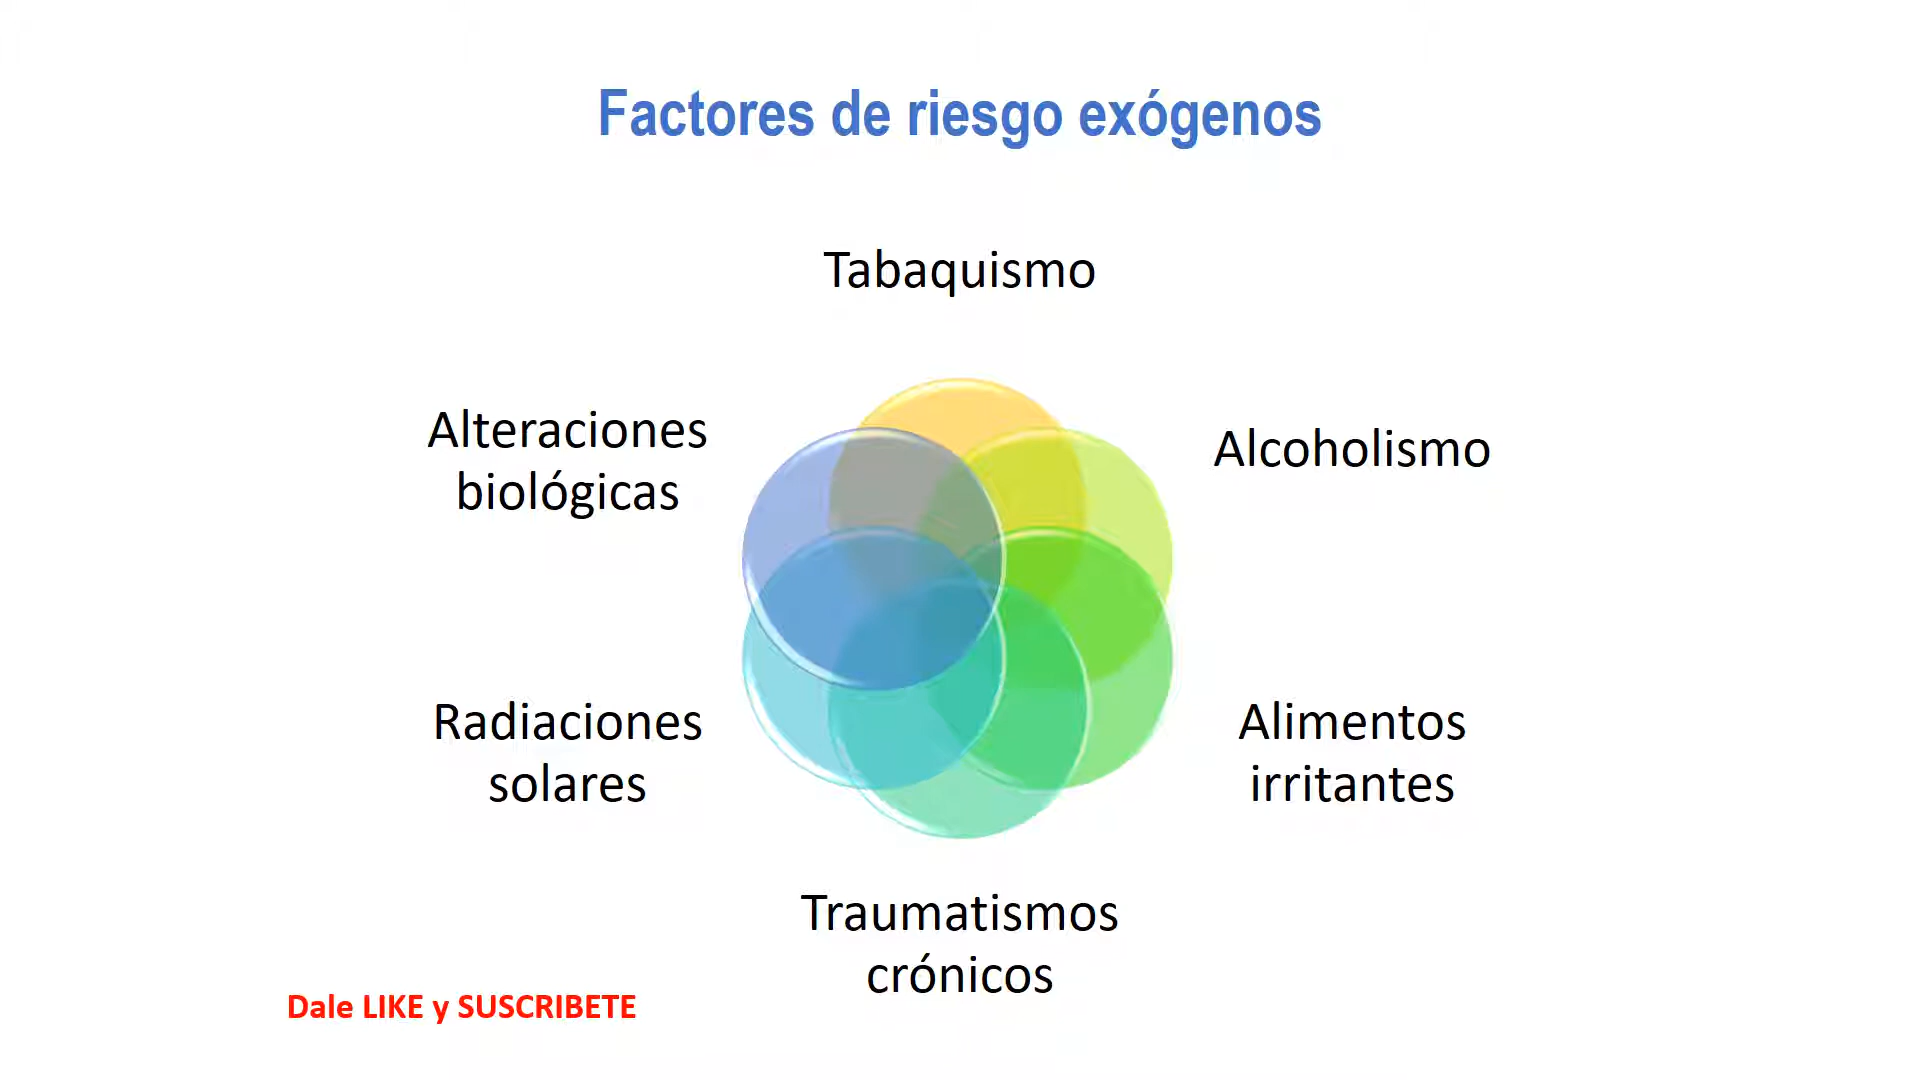 Factores de riesgo exógenos
Tabaquismo
Alcoholismo
Alimentos
irritantes
Traumatismos
crónicos
Radiaciones
solares
Alteraciones
biológicas
Dale LIKE y SUSCRIBETE